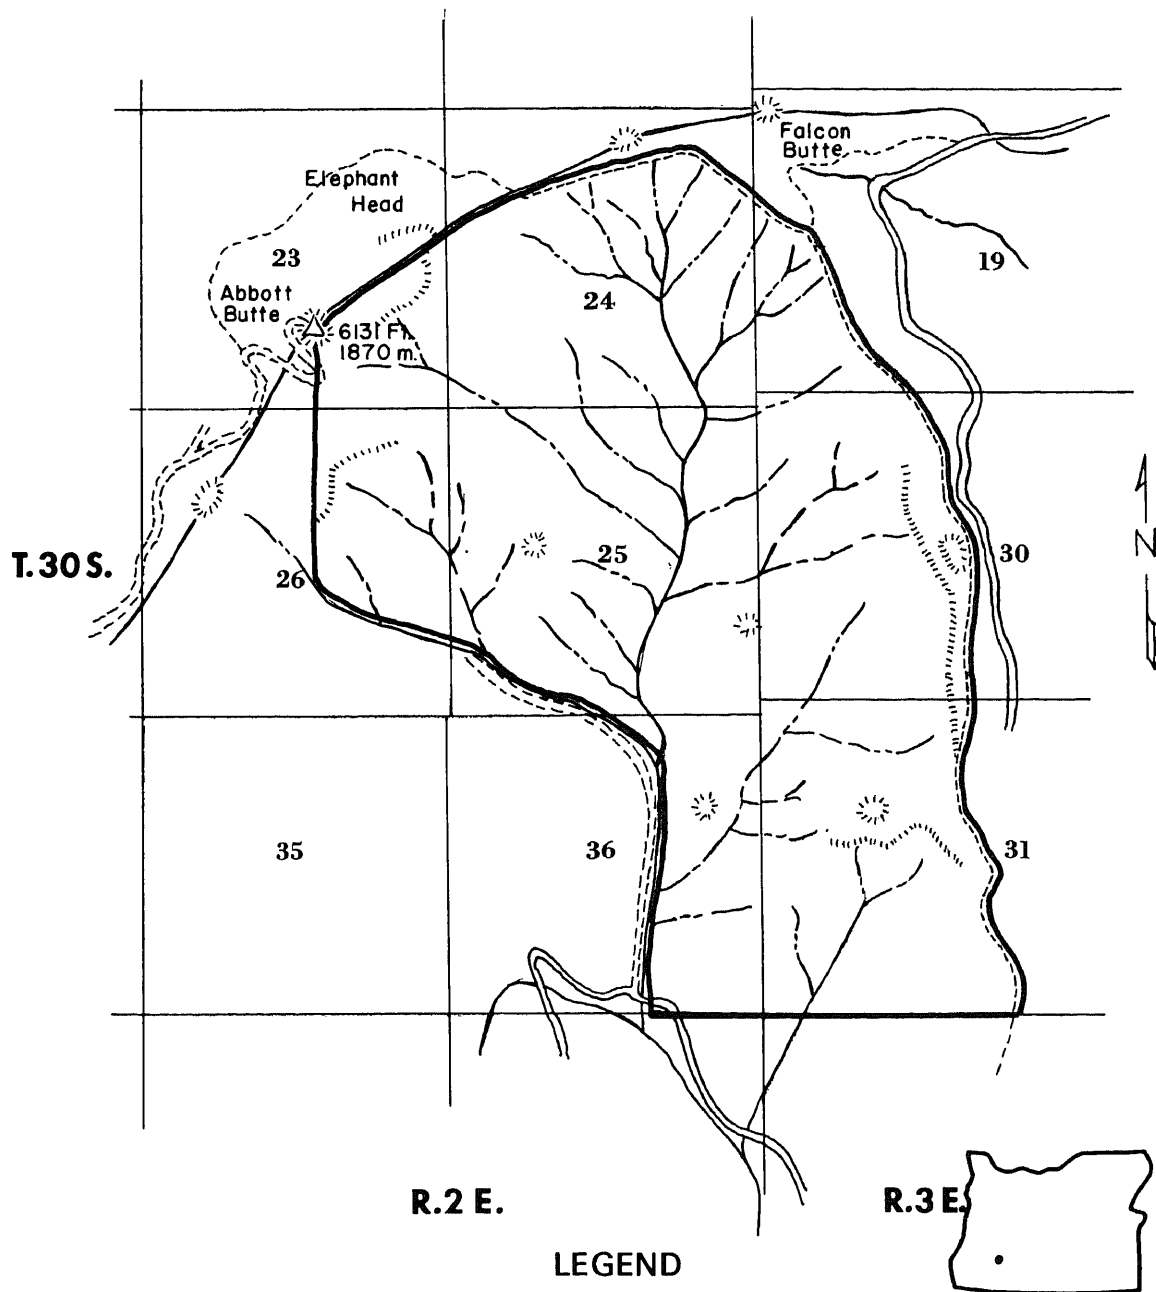 Falcon
Butte
Elephant
Head
23
19
Abbott
Butte
24
6131 Ft.
1870 m.
T.30 S.
26
25
30
N
35
36
31
R.2 E.
R.3 E.
LEGEND